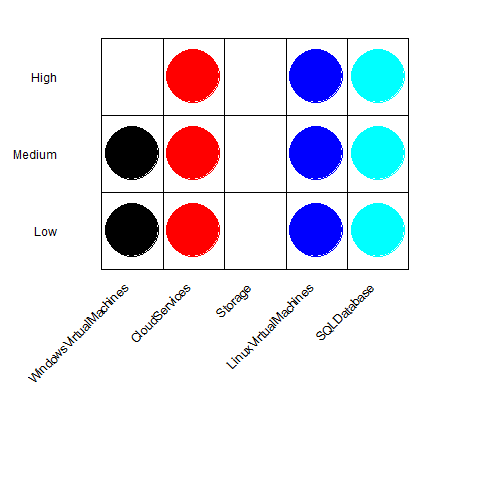 High
Medium
Low
WindowsVirtualMachines
CloudServices
Storage
LinuxVirtualMachines
SQLDatabase